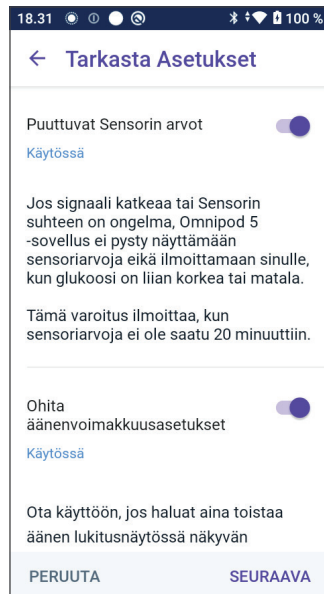 18.31 100 %
← Tarkasta Asetukset
Puuttuvat Sensorin arvot
Käytössä
Jos signaali katkeaa tai Sensorin
suhteen on ongelma, Omnipod 5
-sovellus ei pysty näyttämään
sensoriarvoja eikä ilmoittamaan sinulle,
kun glukoosi on liian korkea tai matala.
Tämä varoitus ilmoittaa, kun
sensoriarvoja ei ole saatu 20 minuuttiin.
Ohita
äänenvoimakkuusasetukset
Käytössä
Ota käyttöön, jos haluat aina toistaa
äänen lukitusnäytössä näkyvän
PERUUTA SEURAAVA